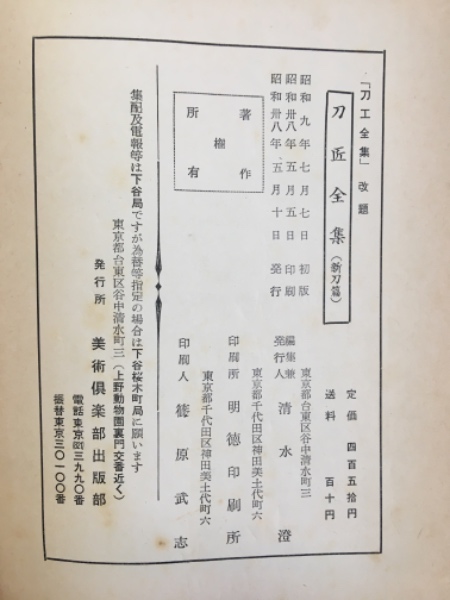 「刀工全集」改題
刀匠全集(新刀篇)
定価 四百五拾円
送料 百十円
昭和九年七月七日 初版
昭和卅八年五月五日 印刷
昭和卅八年五月十日 発行
著作権所有
東京都台東区谷中清水町三
編集兼発行人 清水澄
東京都千代田区神田美土代町六
印刷所 明徳印刷所
東京都千代田区神田美土代町六
印刷人 篠原武志
集配及電報等は下谷局ですが為替等指定の場合は下谷桜木町局に願います
東京都台東区谷中清水町三(上野動物園裏門交番近く)
発行所 美術倶楽部出版部
電話東京三九九〇番
振替東京三〇一〇〇番